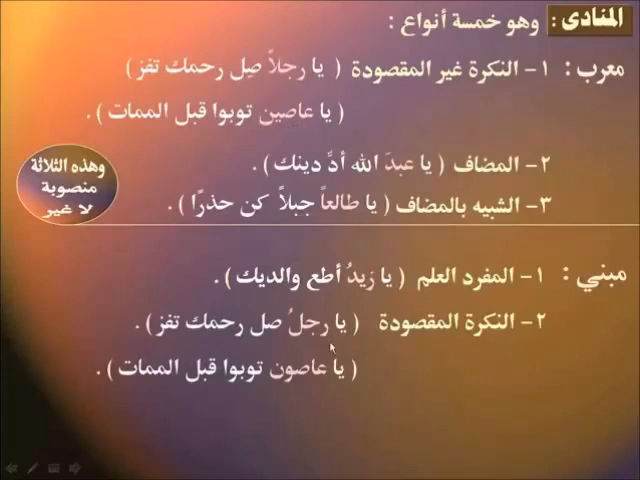 المنادى : وهو خمسة أنواع :
معرب : ١- النكرة غير المقصودة ( يا رجلاً صِل رحمك تفز )
( يا عاصين توبوا قبل الممات ) .
٢- المضاف ( يا عبدَ الله أدِّ دينك ) .
٣- الشبيه بالمضاف ( يا طالعاً جبلاً كن حذرًا ) .
وهذه الثلاثة
منصوبة
لا غير
مبني : ١- المفرد العلم ( يا زيدُ أطع والديك ) .
٢- النكرة المقصودة ( يا رجلُ صل رحمك تفز ) .
( يا عاصون توبوا قبل الممات ) .